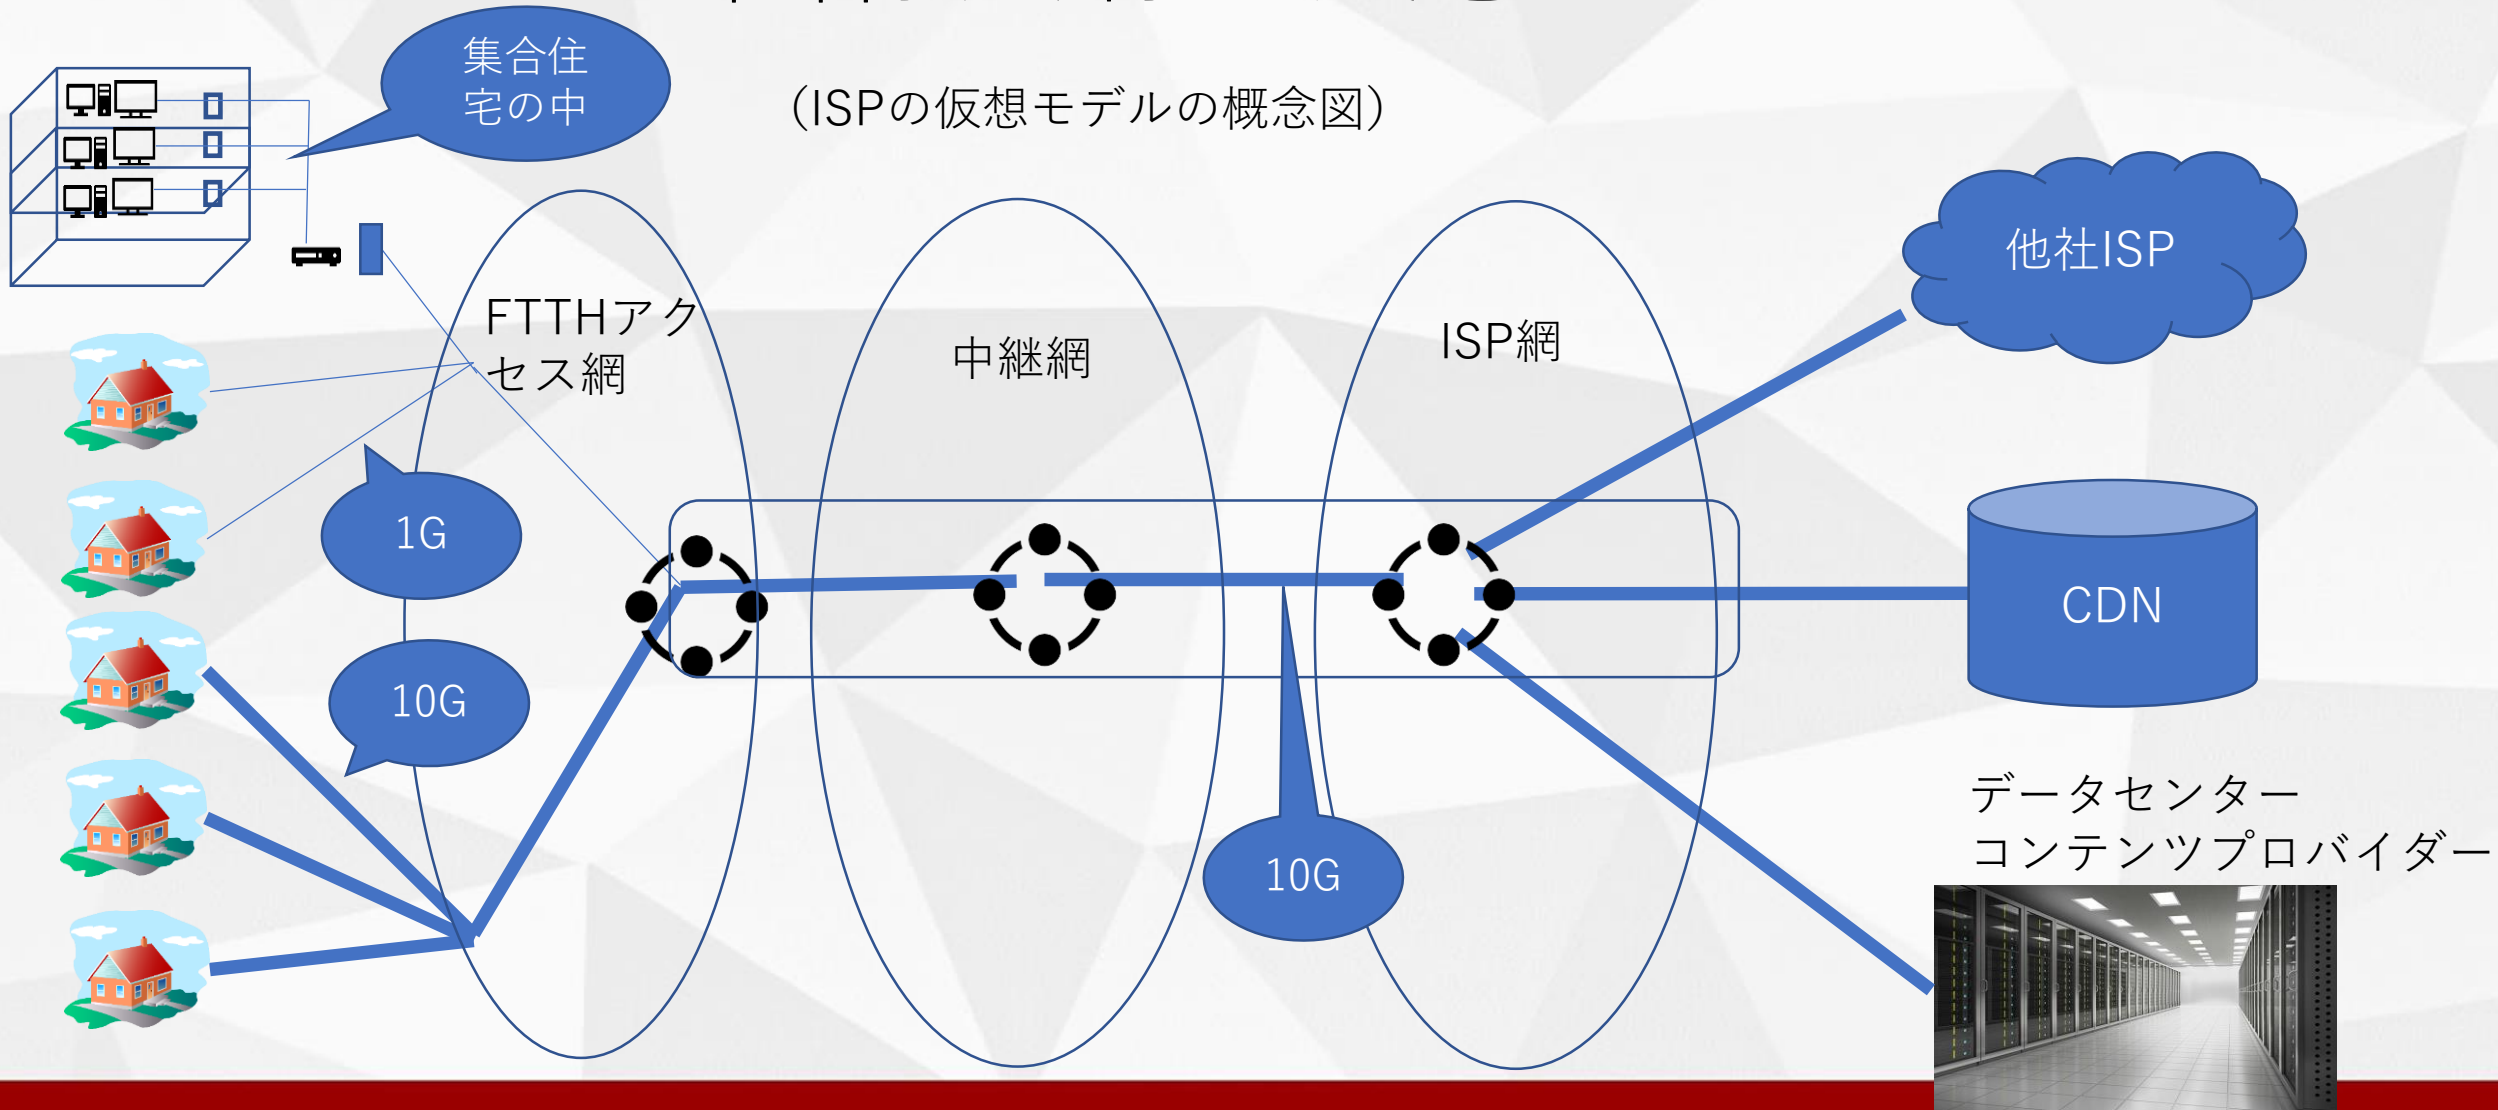 集合住
宅の中
（ISPの仮想モデルの概念図）
他社ISP
FTTHアク
セス網
中継網
ISP網
1G
CDN
10G
データセンター
コンテンツプロバイダー
10G